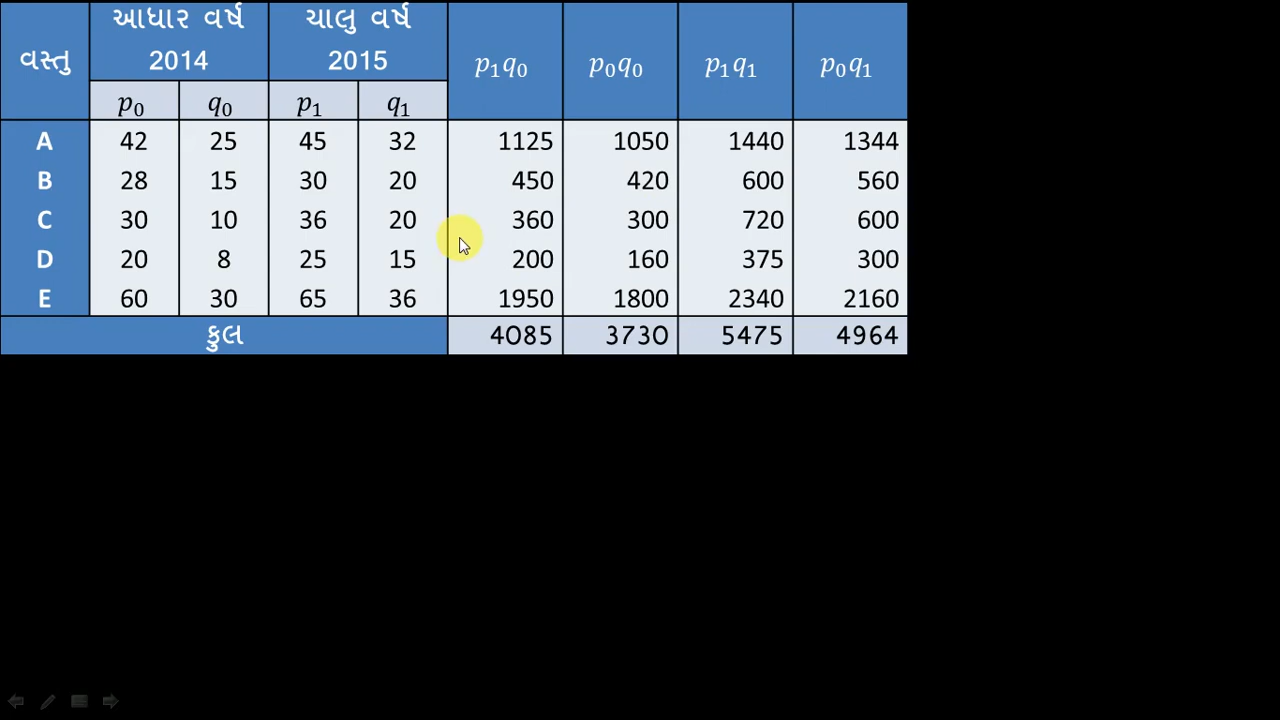 વસ્તુ આધાર વર્ષ 2014 ચાલુ વર્ષ 2015 p₁q₀ p₀q₀ p₁q₁ p₀q₁
p₀ q₀ p₁ q₁
A 42 25 45 32 1125 1050 1440 1344
B 28 15 30 20 450 420 600 560
C 30 10 36 20 360 300 720 600
D 20 8 25 15 200 160 375 300
E 60 30 65 36 1950 1800 2340 2160
કુલ 4085 3730 5475 4964